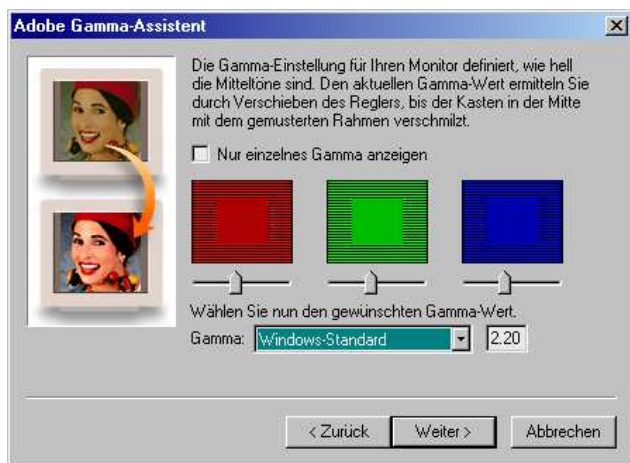 Adobe Gamma-Assistent
Die Gamma-Einstellung für Ihren Monitor definiert, wie hell
die Mitteltöne sind. Den aktuellen Gamma-Wert ermitteln Sie
durch Verschieben des Reglers, bis der Kasten in der Mitte
mit dem gemusterten Rahmen verschmilzt.
Nur einzelnes Gamma anzeigen
Wählen Sie nun den gewünschten Gamma-Wert.
Gamma: Windows-Standard 2.20
< Zurück Weiter > Abbrechen